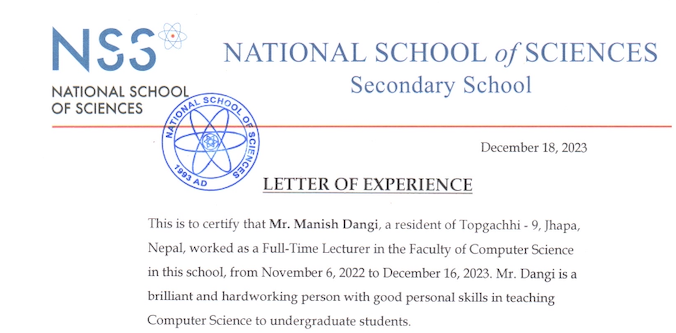 NSS
NATIONAL SCHOOL
OF SCIENCES
NATIONAL SCHOOL of SCIENCES
Secondary School
NATIONAL SCHOOL OF SCIENCES
1993 AD
December 18, 2023
LETTER OF EXPERIENCE
This is to certify that Mr. Manish Dangi, a resident of Topgachhi - 9, Jhapa,
Nepal, worked as a Full-Time Lecturer in the Faculty of Computer Science
in this school, from November 6, 2022 to December 16, 2023. Mr. Dangi is a
brilliant and hardworking person with good personal skills in teaching
Computer Science to undergraduate students.